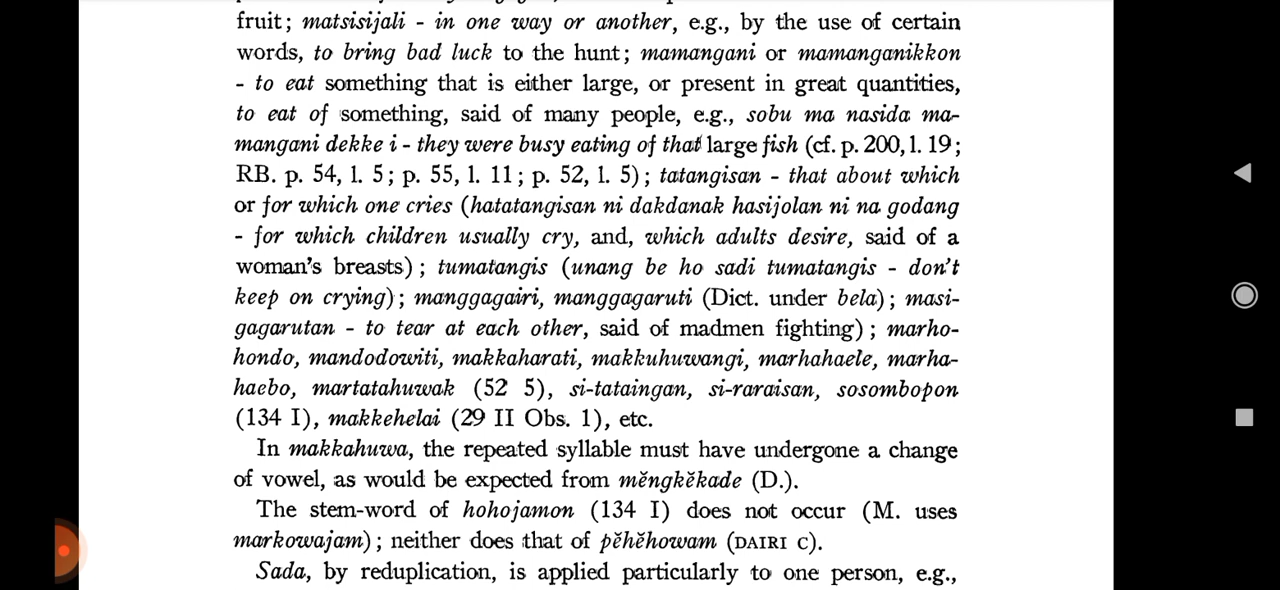 fruit; matsisijali - in one way or another, e.g., by the use of certain
words, to bring bad luck to the hunt; mamangani or mamanganikkon
- to eat something that is either large, or present in great quantities,
to eat of something, said of many people, e.g., sobu ma nasida ma-
mangani dekke i - they were busy eating of that large fish (cf. p. 200, l. 19;
RB. p. 54, l. 5; p. 55, l. 11; p. 52, l. 5); tatangisan - that about which
or for which one cries (hatatangisan ni dakdanak hasijolan ni na godang
- for which children usually cry, and, which adults desire, said of a
woman's breasts); tumatangis (unang be ho sadi tumatangis - don't
keep on crying); manggagairi, manggagaruti (Dict. under bela); masi-
gagarutan - to tear at each other, said of madmen fighting); marho-
hondo, mandodowiti, makkaharati, makkuhuwangi, marhahaele, marha-
haebo, martatahuwak (52 5), si-tataingan, si-raraisan, sosombopon
(134 I), makkehelai (29 II Obs. 1), etc.
In makkahuwa, the repeated syllable must have undergone a change
of vowel, as would be expected from mĕngkĕkade (D.).
The stem-word of hohojamon (134 I) does not occur (M. uses
markowajam); neither does that of pĕhĕhowam (DAIRI C).
Sada, by reduplication, is applied particularly to one person, e.g.,